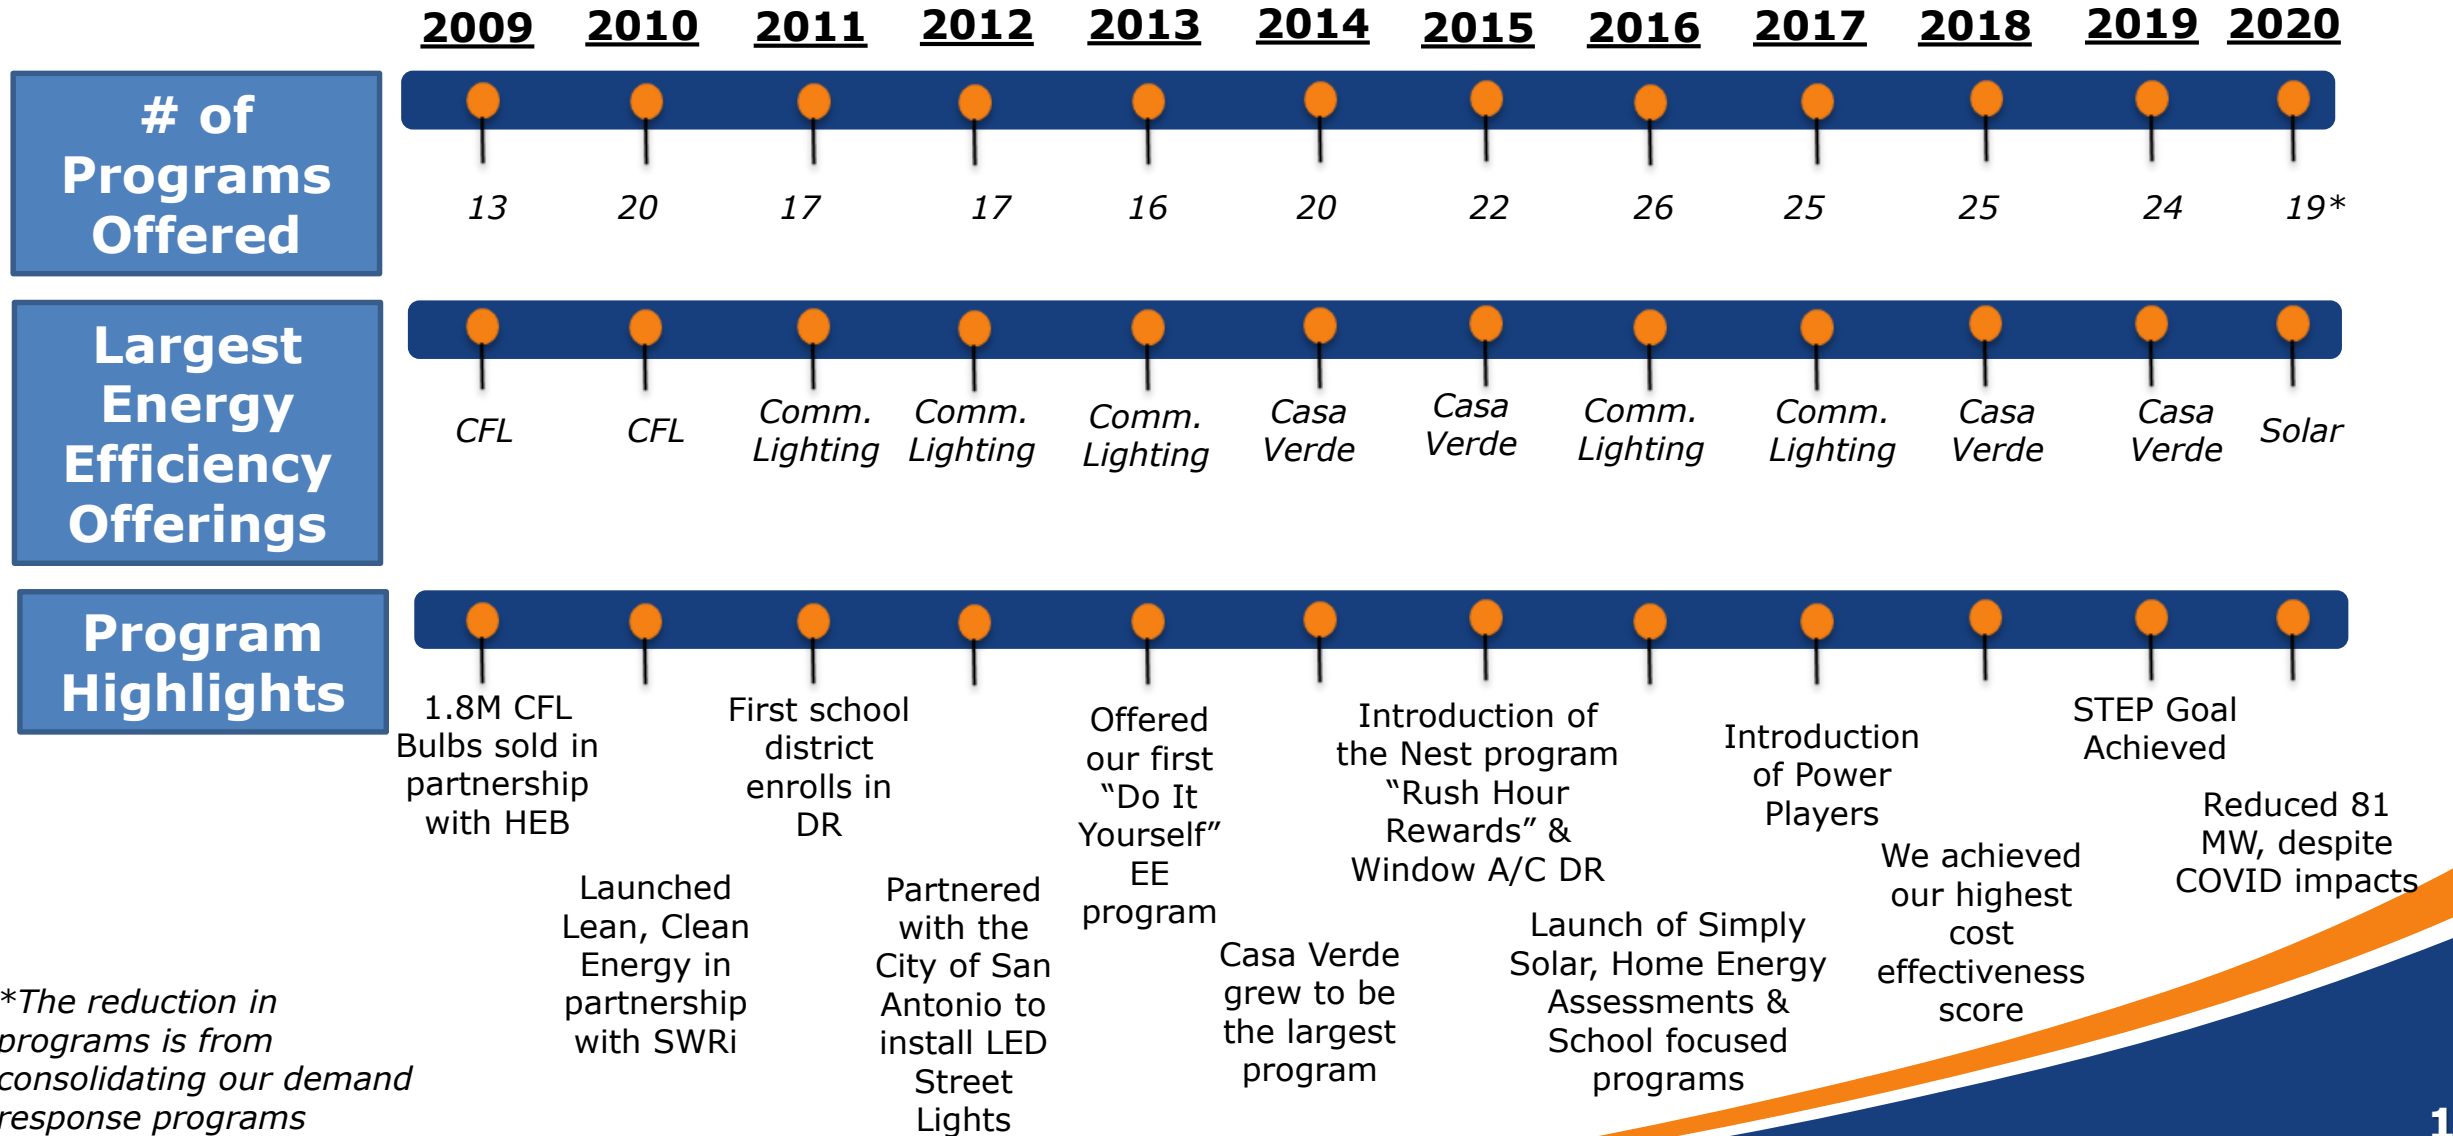 2009 2010 2011 2012 2013 2014 2015 2016 2017 2018 2019 2020
# of
Programs
Offered
13 20 17 17 16 20 22 26 25 25 24 19*
Largest
Energy
Efficiency
Offerings
CFL
CFL
Comm.
Lighting
Comm.
Lighting
Comm.
Lighting
Casa
Verde
Casa
Verde
Comm.
Lighting
Comm.
Lighting
Casa
Verde
Casa
Verde
Solar
Program
Highlights
1.8M CFL
Bulbs sold in
partnership
with HEB
Launched
Lean, Clean
Energy in
partnership
with SWRi
First school
district
enrolls in
DR
Partnered
with the
City of San
Antonio to
install LED
Street
Lights
Offered
our first
“Do It
Yourself”
EE
program
Casa Verde
grew to be
the largest
program
Introduction of
the Nest program
“Rush Hour
Rewards” &
Window A/C DR
Launch of Simply
Solar, Home Energy
Assessments &
School focused
programs
Introduction
of Power
Players
We achieved
our highest
cost
effectiveness
score
STEP Goal
Achieved
Reduced 81
MW, despite
COVID impacts
*The reduction in
programs is from
consolidating our demand
response programs
1